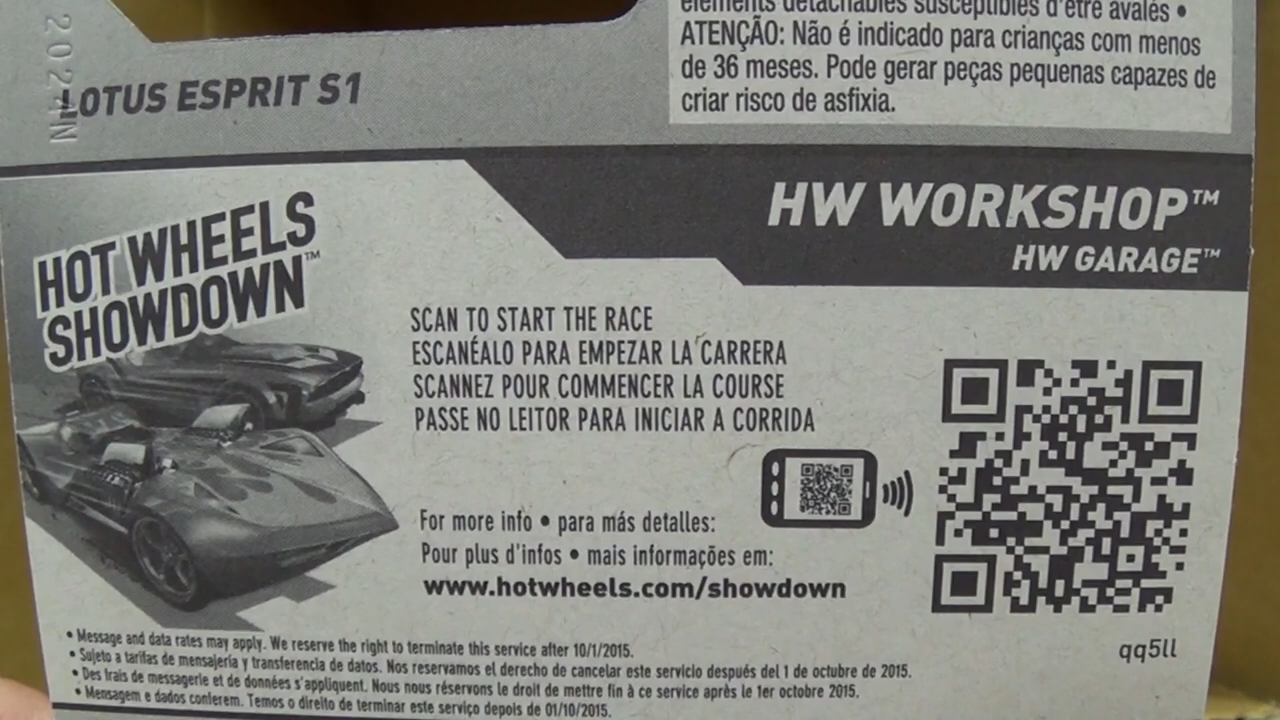 éléments détachables susceptibles d'être avalés •
ATENÇÃO: Não é indicado para crianças com menos
de 36 meses. Pode gerar peças pequenas capazes de
criar risco de asfixia.
2024N
LOTUS ESPRIT S1
HW WORKSHOP™
HW GARAGE™
HOT WHEELS
SHOWDOWN™
SCAN TO START THE RACE
ESCANÉALO PARA EMPEZAR LA CARRERA
SCANNEZ POUR COMMENCER LA COURSE
PASSE NO LEITOR PARA INICIAR A CORRIDA
For more info • para más detalles:
Pour plus d'infos • mais informações em:
www.hotwheels.com/showdown
qq5ll
• Message and data rates may apply. We reserve the right to terminate this service after 10/1/2015.
• Sujeto a tarifas de mensajería y transferencia de datos. Nos reservamos el derecho de cancelar este servicio después del 1 de octubre de 2015.
• Des frais de messagerie et de données s'appliquent. Nous nous réservons le droit de mettre fin à ce service après le 1er octobre 2015.
• Mensagem e dados conferem. Temos o direito de terminar este serviço depois de 01/10/2015.